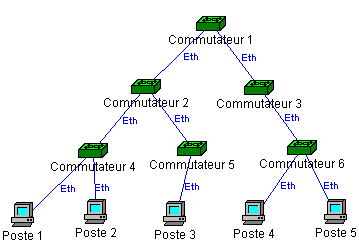 Commutateur 1
Eth
Eth
Commutateur 2
Commutateur 3
Eth
Eth
Eth
Commutateur 4
Commutateur 5
Commutateur 6
Eth
Eth
Eth
Eth
Eth
Poste 1
Poste 2
Poste 3
Poste 4
Poste 5